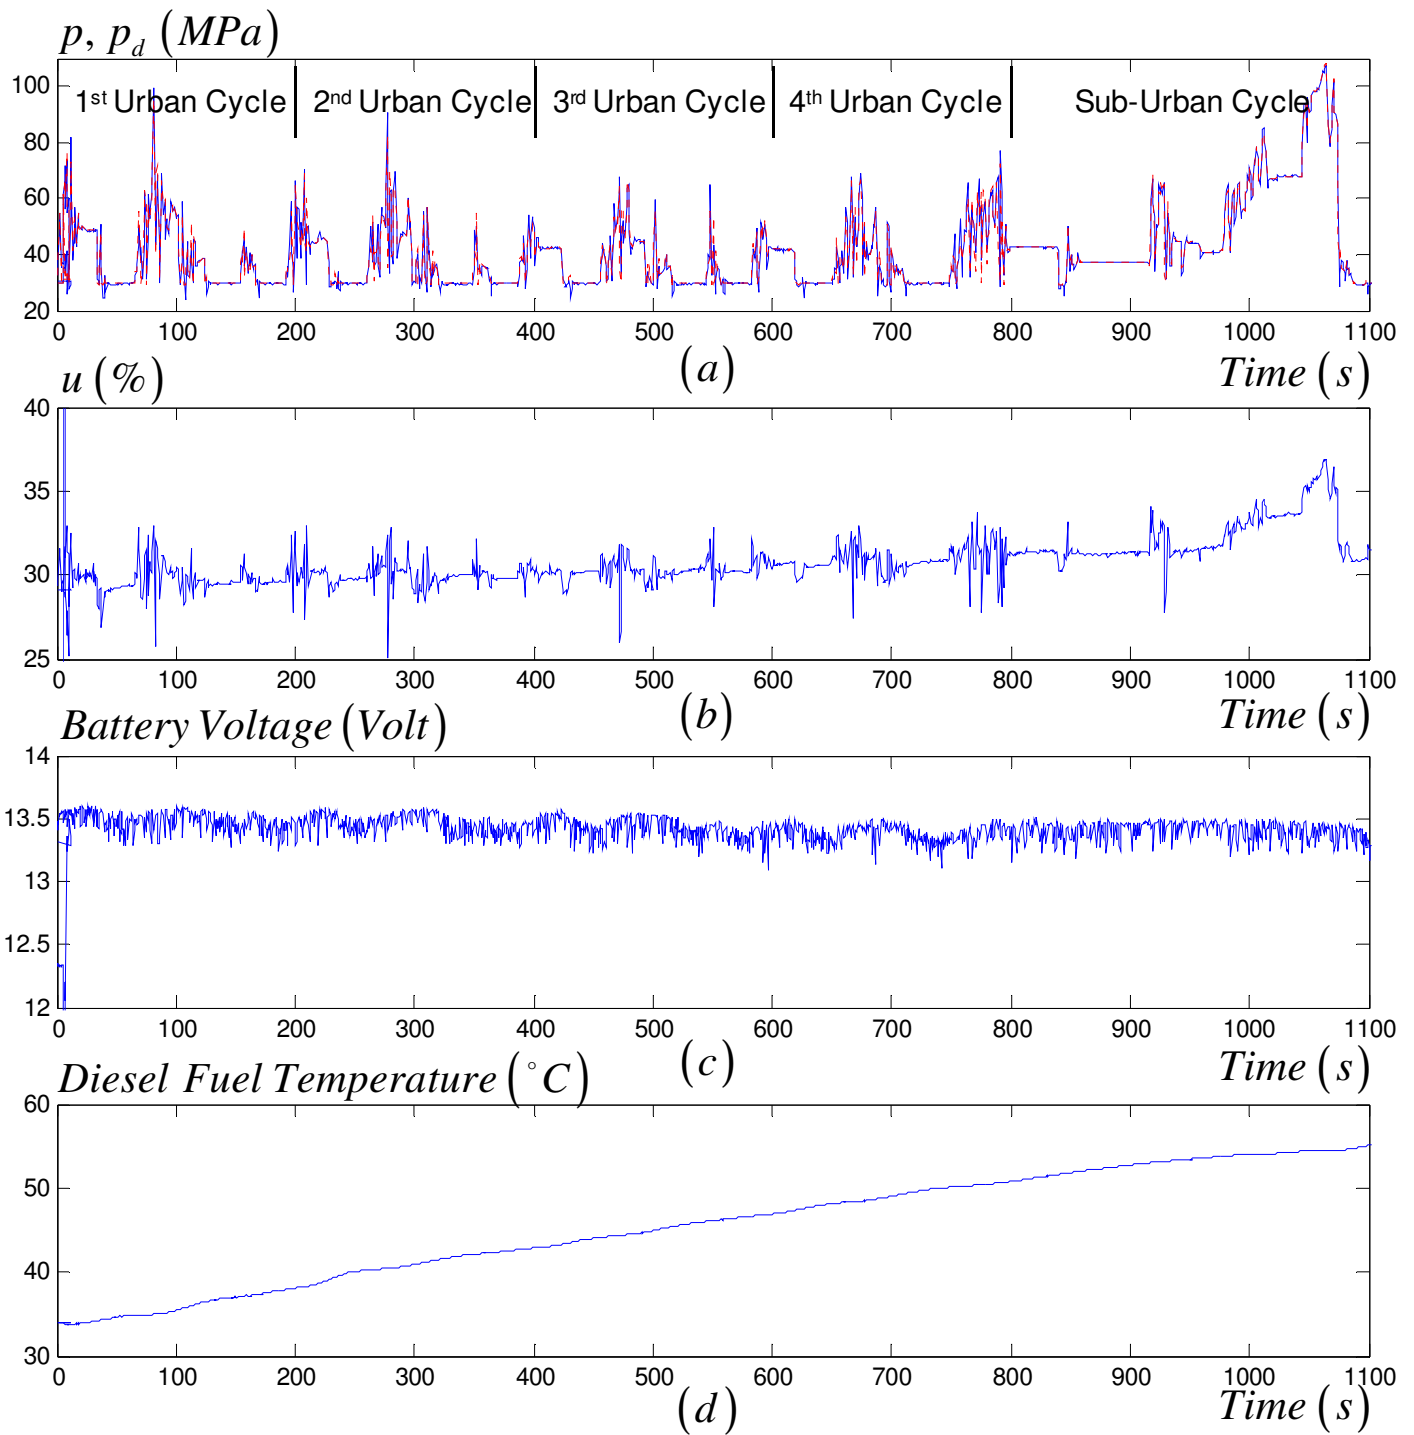 p, p_d (MPa)
100
80
60
40
20
1st Urban Cycle 2nd Urban Cycle 3rd Urban Cycle 4th Urban Cycle Sub-Urban Cycle
0 100 200 300 400 500 600 700 800 900 1000 1100
(a) Time (s)
u (%)
40
35
30
25
0 100 200 300 400 500 600 700 800 900 1000 1100
(b) Time (s)
Battery Voltage (Volt)
14
13.5
13
12.5
12
0 100 200 300 400 500 600 700 800 900 1000 1100
(c) Time (s)
Diesel Fuel Temperature (°C)
60
50
40
30
0 100 200 300 400 500 600 700 800 900 1000 1100
(d) Time (s)